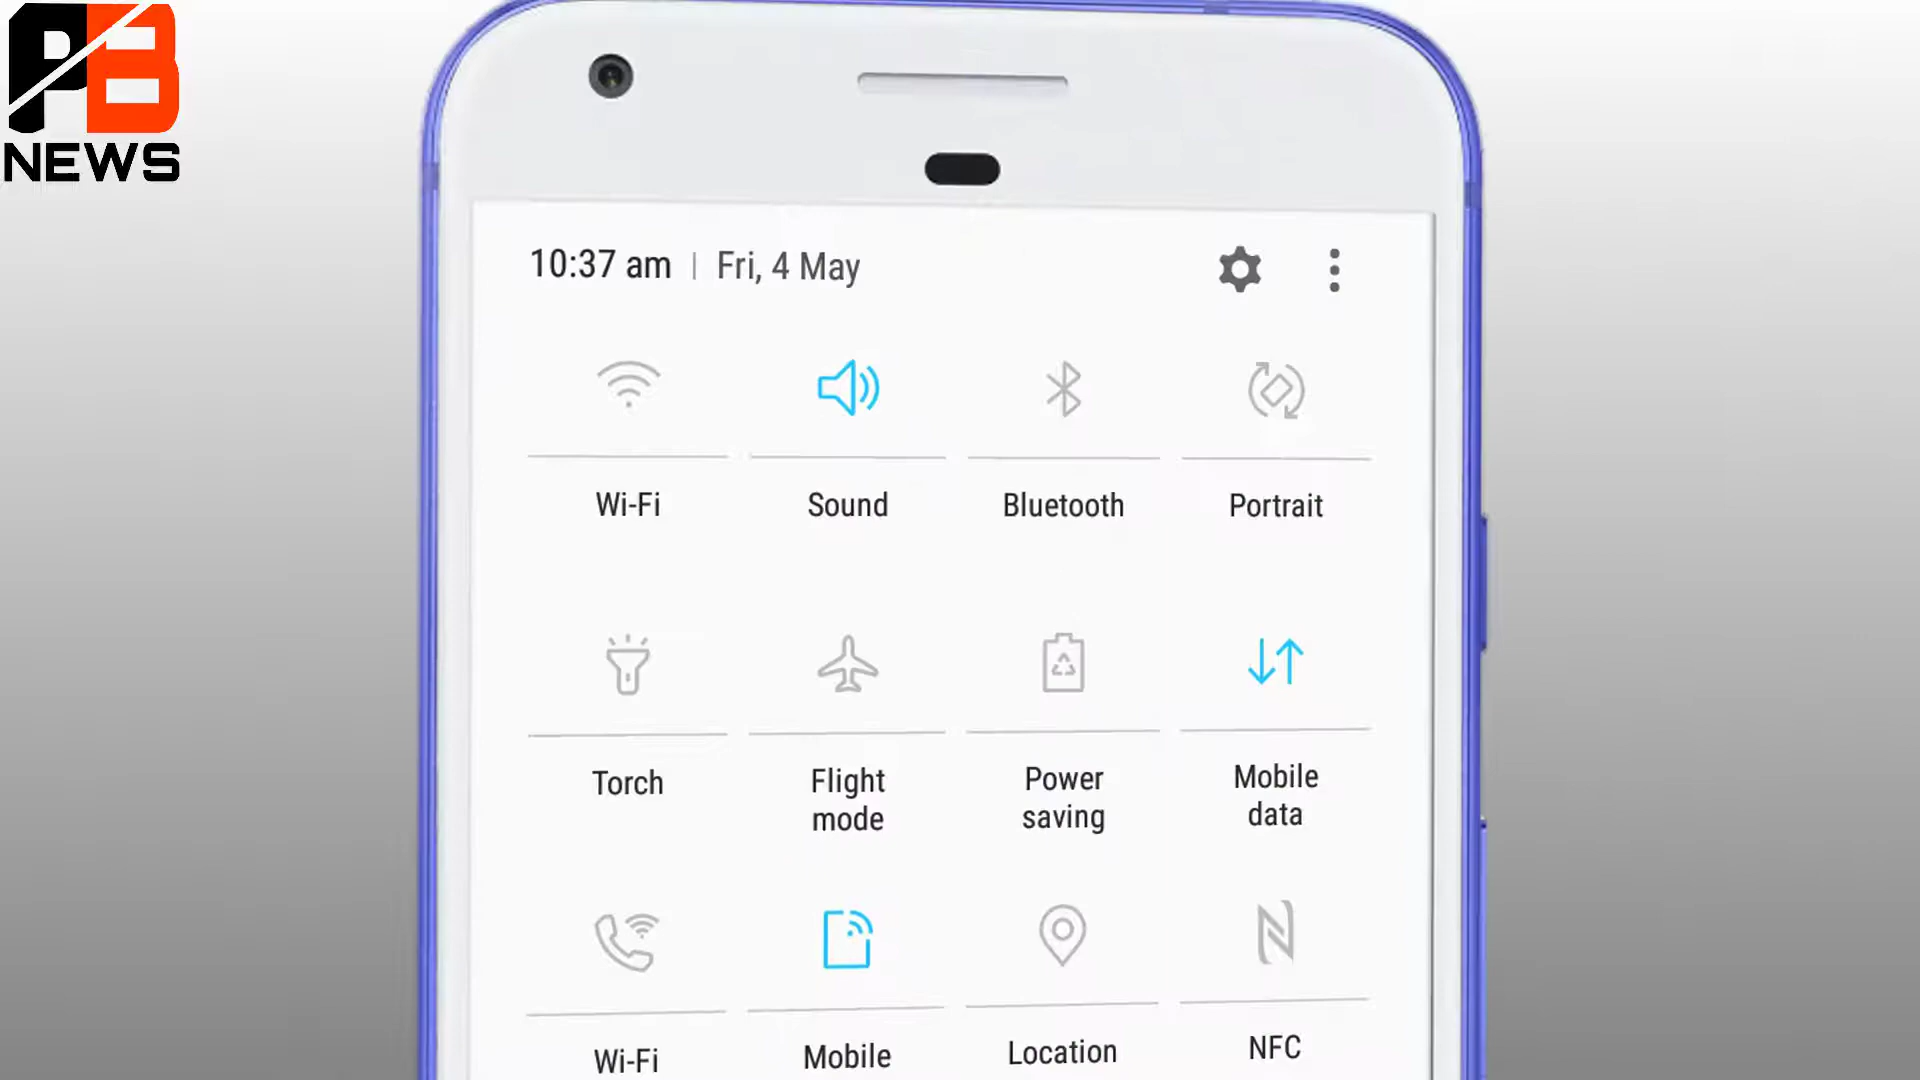 PB
NEWS
10:37 am | Fri, 4 May
Wi-Fi Sound Bluetooth Portrait
Torch Flight mode Power saving Mobile data
Wi-Fi Mobile Location NFC